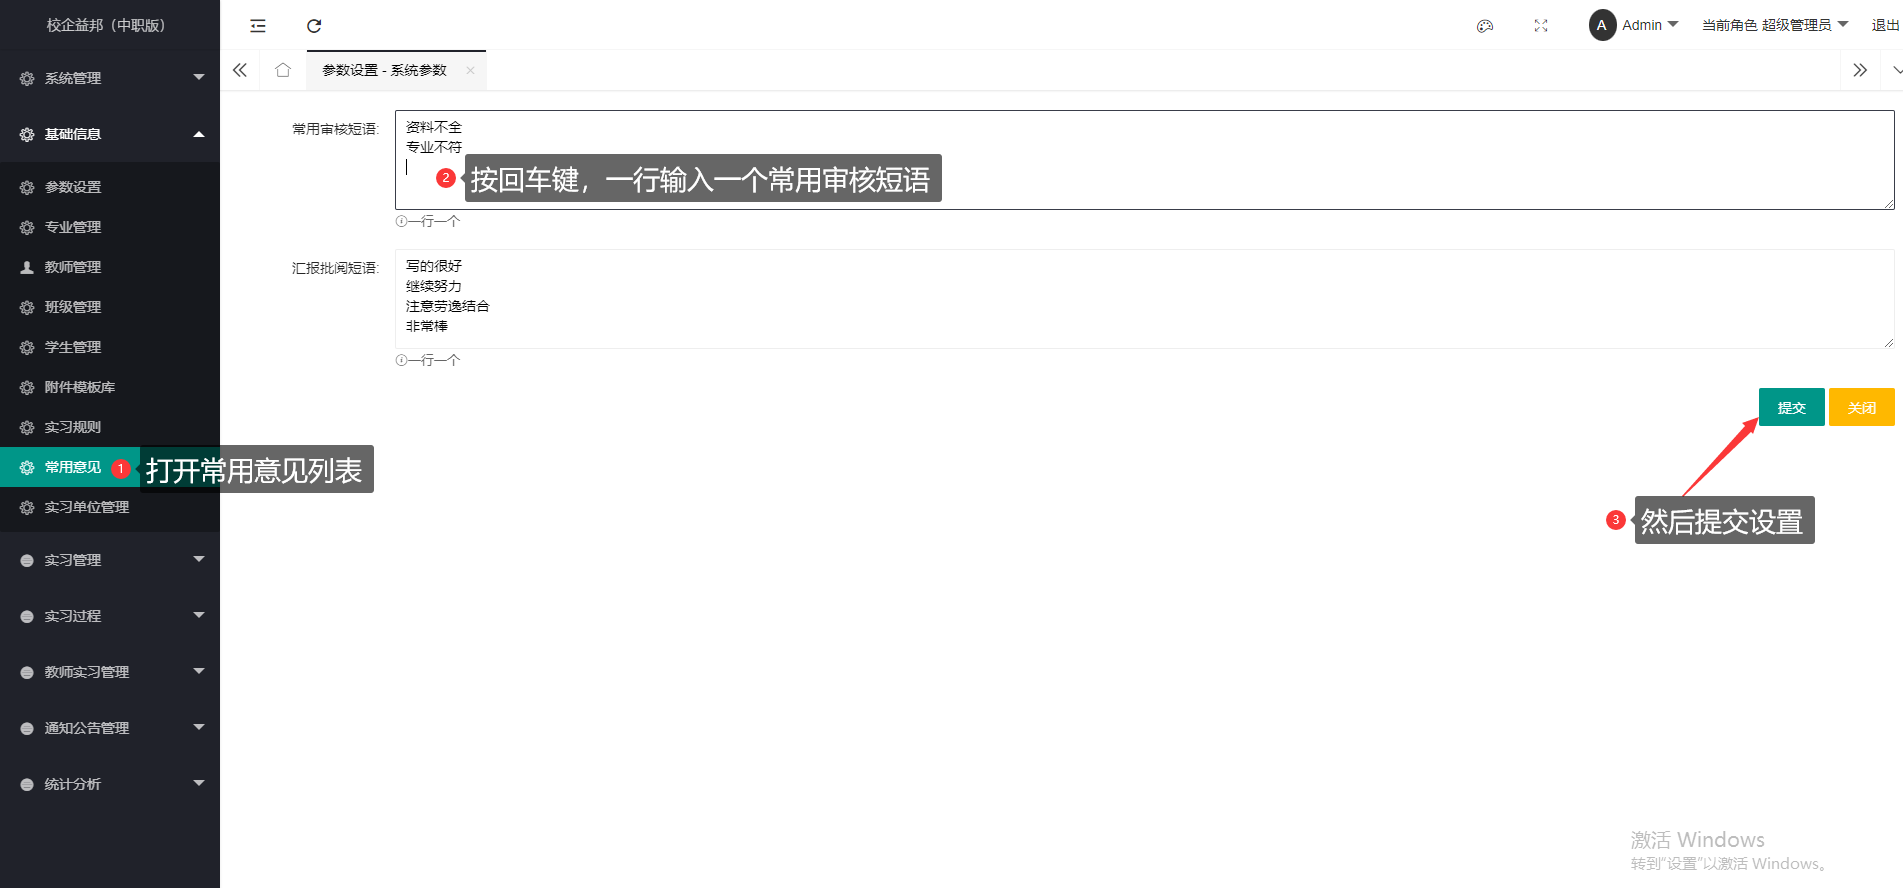 校企益邦（中职版）
系统管理
基础信息
参数设置
专业管理
教师管理
班级管理
学生管理
附件模板库
实习规则
常用意见
1
打开常用意见列表
实习单位管理
实习管理
实习过程
教师实习管理
通知公告管理
统计分析
A
Admin
当前角色 超级管理员
退出
参数设置 - 系统参数
常用审核短语:
资料不全
专业不符
2
按回车键，一行输入一个常用审核短语
一行一个
汇报批阅短语:
写的很好
继续努力
注意劳逸结合
非常棒
一行一个
提交
关闭
3
然后提交设置
激活 Windows
转到"设置"以激活 Windows。